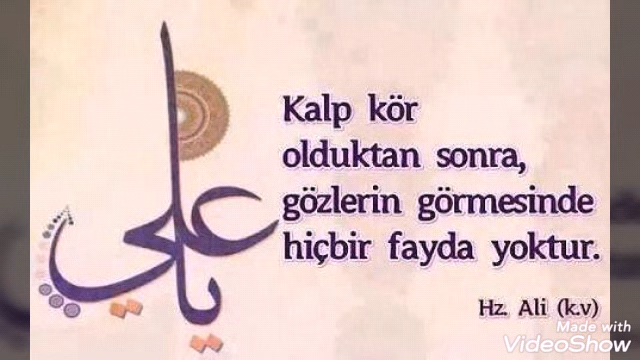 يا علي
Kalp kör
olduktan sonra,
gözlerin görmesinde
hiçbir fayda yoktur.
Hz. Ali (k.v)
Made with
VideoShow